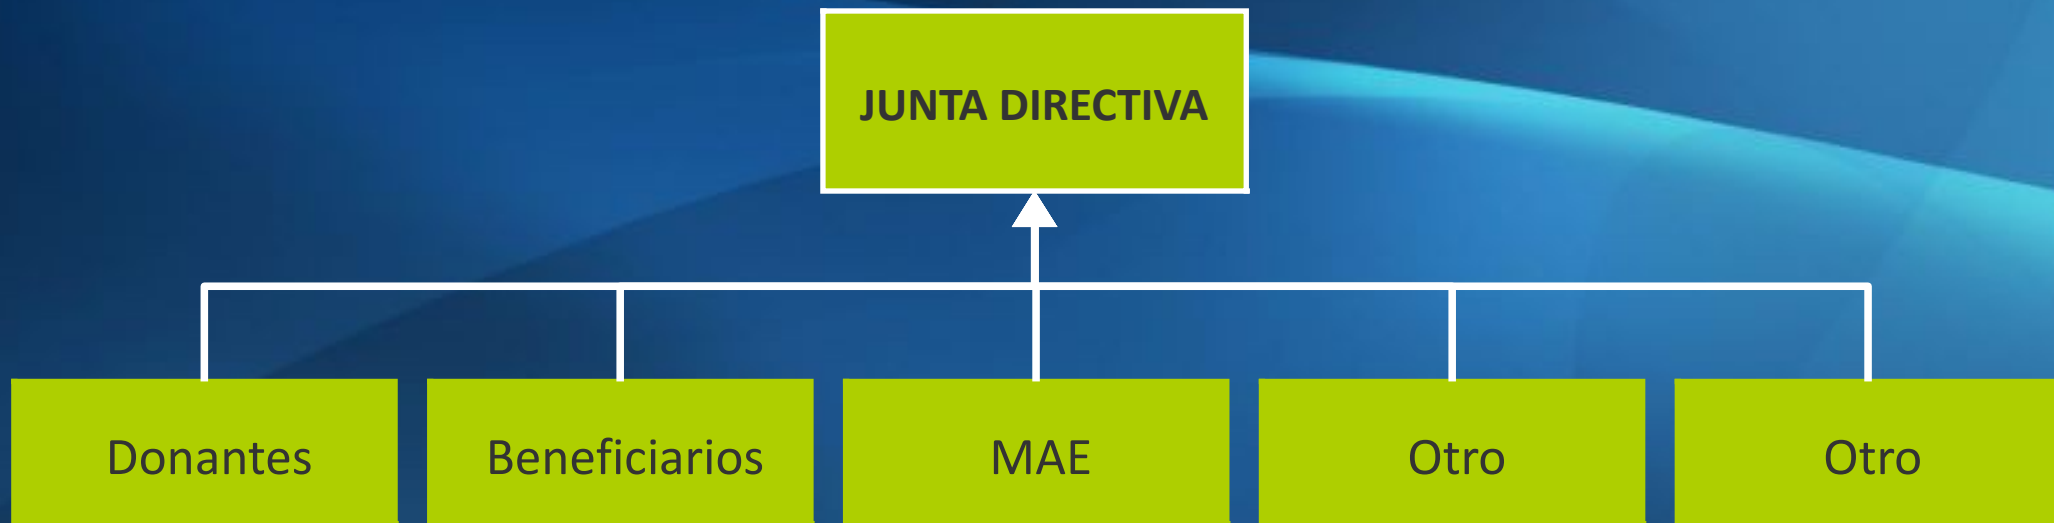 JUNTA DIRECTIVA
Donantes
Beneficiarios
MAE
Otro
Otro